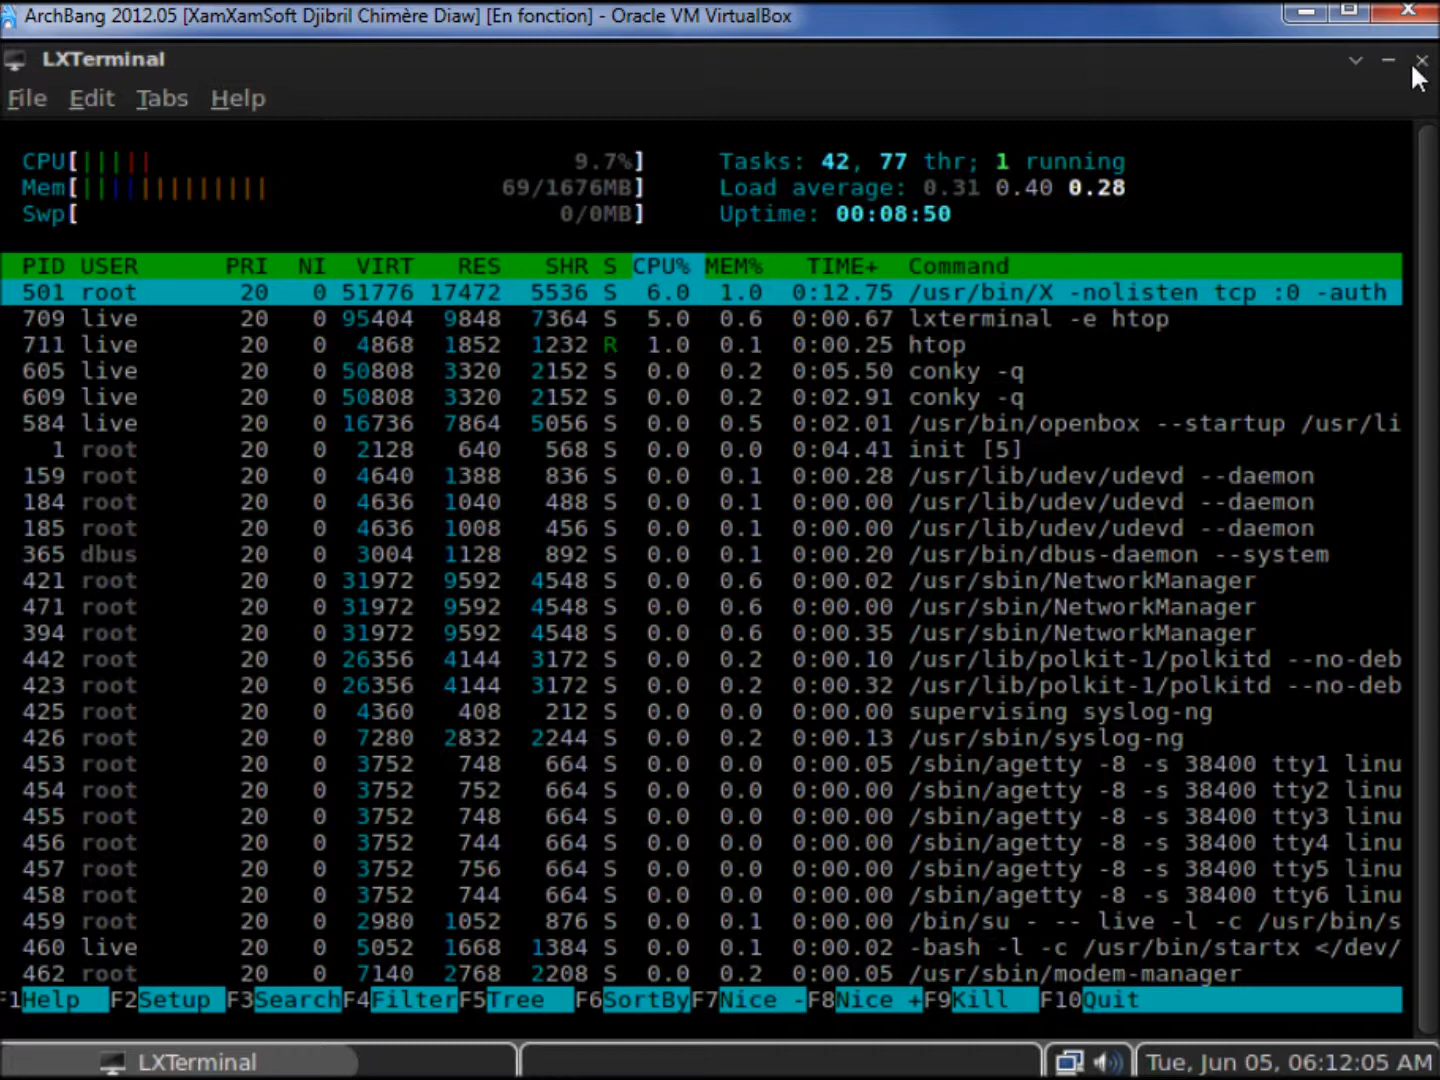 ArchBang 2012.05 [XamXamSoft Djibril Chimère Diaw] [En fonction] - Oracle VM VirtualBox
LXTerminal
File Edit Tabs Help
CPU[||||| 9.7%] Tasks: 42, 77 thr; 1 running
Mem[||||||||||||| 69/1676MB] Load average: 0.31 0.40 0.28
Swp[ 0/0MB] Uptime: 00:08:50
PID USER PRI NI VIRT RES SHR S CPU% MEM% TIME+ Command
501 root 20 0 51776 17472 5536 S 6.0 1.0 0:12.75 /usr/bin/X -nolisten tcp :0 -auth
709 live 20 0 95404 9848 7364 S 5.0 0.6 0:00.67 lxterminal -e htop
711 live 20 0 4868 1852 1232 R 1.0 0.1 0:00.25 htop
605 live 20 0 50808 3320 2152 S 0.0 0.2 0:05.50 conky -q
609 live 20 0 50808 3320 2152 S 0.0 0.2 0:02.91 conky -q
584 live 20 0 16736 7864 5056 S 0.0 0.5 0:02.01 /usr/bin/openbox --startup /usr/li
1 root 20 0 2128 640 568 S 0.0 0.0 0:04.41 init [5]
159 root 20 0 4640 1388 836 S 0.0 0.1 0:00.28 /usr/lib/udev/udevd --daemon
184 root 20 0 4636 1040 488 S 0.0 0.1 0:00.00 /usr/lib/udev/udevd --daemon
185 root 20 0 4636 1008 456 S 0.0 0.1 0:00.00 /usr/lib/udev/udevd --daemon
365 dbus 20 0 3004 1128 892 S 0.0 0.1 0:00.20 /usr/bin/dbus-daemon --system
421 root 20 0 31972 9592 4548 S 0.0 0.6 0:00.02 /usr/sbin/NetworkManager
471 root 20 0 31972 9592 4548 S 0.0 0.6 0:00.00 /usr/sbin/NetworkManager
394 root 20 0 31972 9592 4548 S 0.0 0.6 0:00.35 /usr/sbin/NetworkManager
442 root 20 0 26356 4144 3172 S 0.0 0.2 0:00.10 /usr/lib/polkit-1/polkitd --no-deb
423 root 20 0 26356 4144 3172 S 0.0 0.2 0:00.32 /usr/lib/polkit-1/polkitd --no-deb
425 root 20 0 4360 408 212 S 0.0 0.0 0:00.00 supervising syslog-ng
426 root 20 0 7280 2832 2244 S 0.0 0.2 0:00.13 /usr/sbin/syslog-ng
453 root 20 0 3752 748 664 S 0.0 0.0 0:00.05 /sbin/agetty -8 -s 38400 tty1 linu
454 root 20 0 3752 752 664 S 0.0 0.0 0:00.00 /sbin/agetty -8 -s 38400 tty2 linu
455 root 20 0 3752 748 664 S 0.0 0.0 0:00.00 /sbin/agetty -8 -s 38400 tty3 linu
456 root 20 0 3752 744 664 S 0.0 0.0 0:00.00 /sbin/agetty -8 -s 38400 tty4 linu
457 root 20 0 3752 756 664 S 0.0 0.0 0:00.00 /sbin/agetty -8 -s 38400 tty5 linu
458 root 20 0 3752 744 664 S 0.0 0.0 0:00.00 /sbin/agetty -8 -s 38400 tty6 linu
459 root 20 0 2980 1052 876 S 0.0 0.1 0:00.00 /bin/su - -- live -l -c /usr/bin/s
460 live 20 0 5052 1668 1384 S 0.0 0.1 0:00.02 -bash -l -c /usr/bin/startx </dev/
462 root 20 0 7140 2768 2208 S 0.0 0.2 0:00.05 /usr/sbin/modem-manager
F1Help F2Setup F3SearchF4FilterF5Tree F6SortByF7Nice -F8Nice +F9Kill F10Quit
LXTerminal Tue, Jun 05, 06:12:05 AM